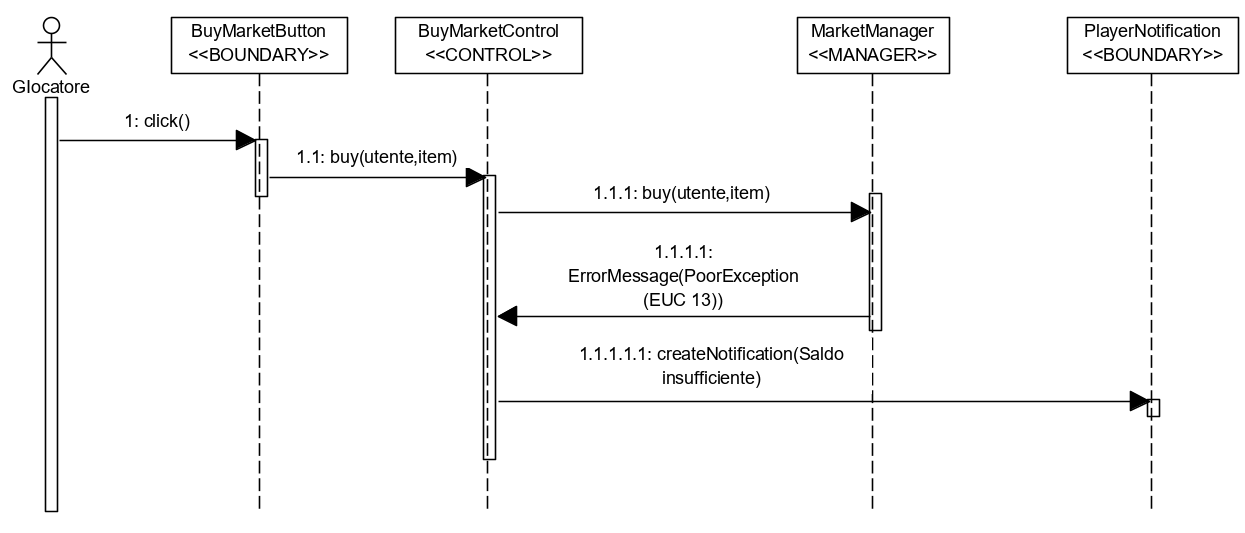 Glocatore
BuyMarketButton
<<BOUNDARY>>
BuyMarketControl
<<CONTROL>>
MarketManager
<<MANAGER>>
PlayerNotification
<<BOUNDARY>>
1: click()
1.1: buy(utente,item)
1.1.1: buy(utente,item)
1.1.1.1:
ErrorMessage(PoorException
(EUC 13))
1.1.1.1.1: createNotification(Saldo
insufficiente)